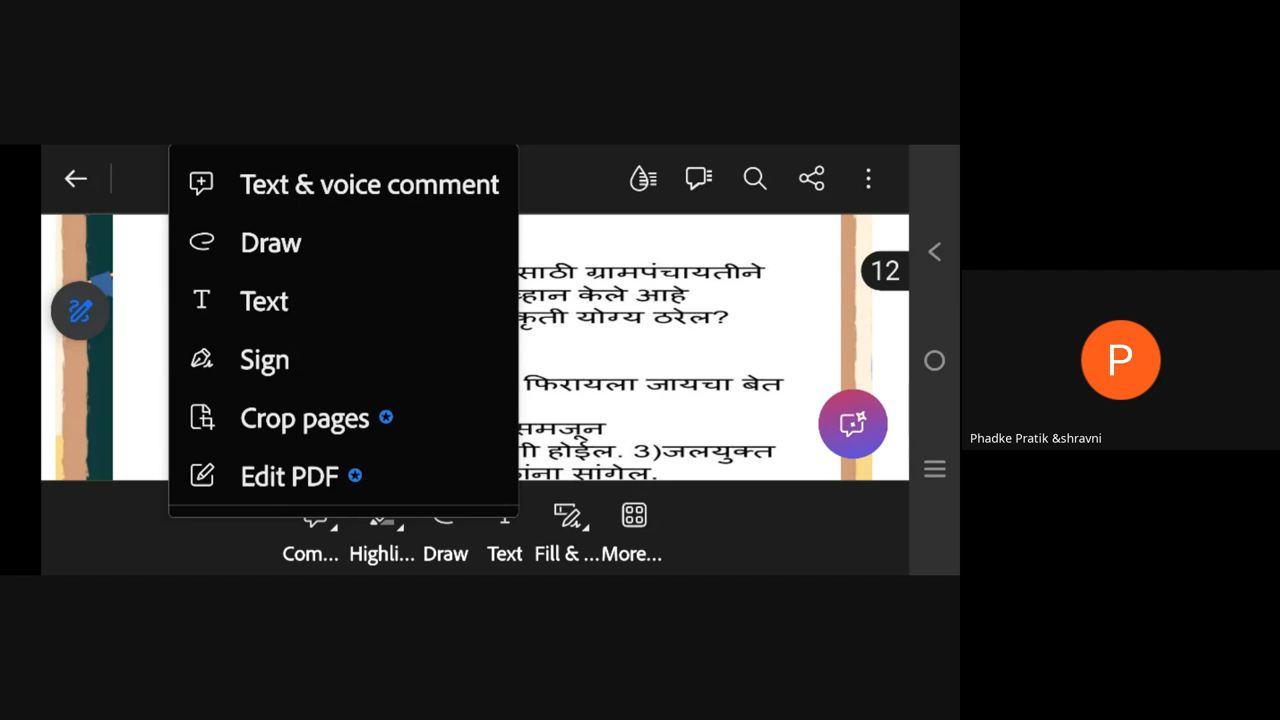 Text & voice comment
Draw
Text
Sign
Crop pages
Edit PDF
साठी ग्रामपंचायतीने
केले आहे
योग्य ठरेल?
12
फिरायला जायचा बेत
समजून
होईल. 3)जलयुक्त
सांगेल.
Com... Highli... Draw Text Fill & ... More...
P
Phadke Pratik &shravni